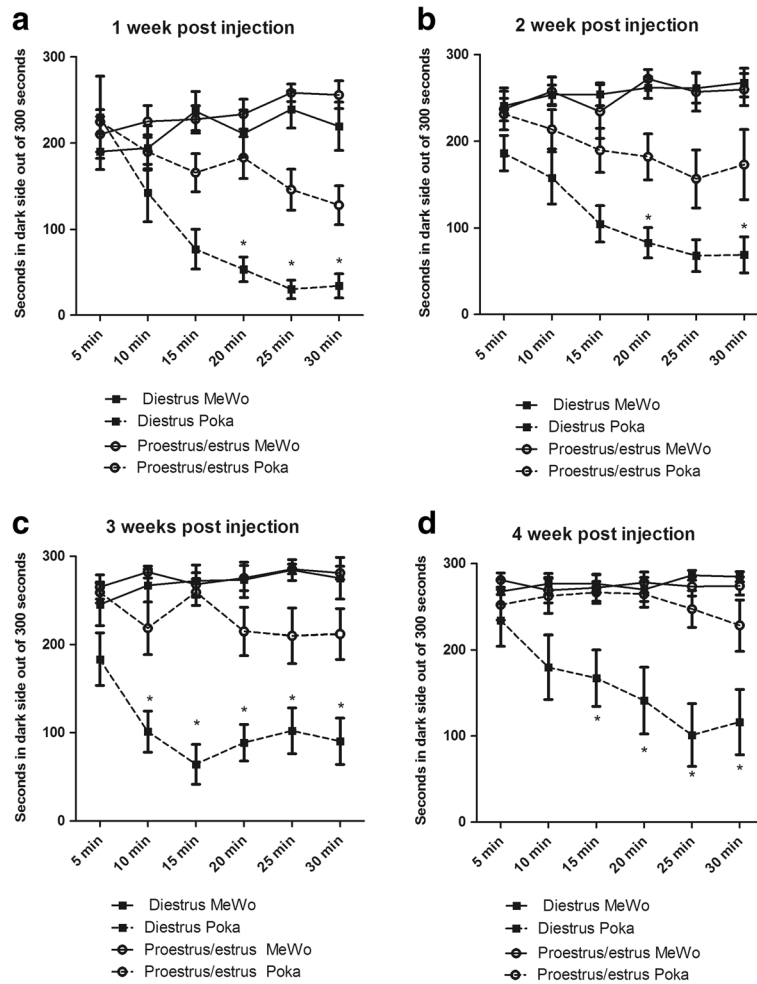 a
1 week post injection
Seconds in dark side out of 300 seconds
300
200
100
0
5 min
10 min
15 min
20 min
25 min
30 min
*
*
*
Diestrus MeWo
Diestrus Poka
Proestrus/estrus MeWo
Proestrus/estrus Poka
b
2 week post injection
Seconds in dark side out of 300 seconds
300
200
100
0
5 min
10 min
15 min
20 min
25 min
30 min
*
*
Diestrus MeWo
Diestrus Poka
Proestrus/estrus MeWo
Proestrus/estrus Poka
c
3 weeks post injection
Seconds in dark side out of 300 seconds
300
200
100
0
5 min
10 min
15 min
20 min
25 min
30 min
*
*
*
*
*
Diestrus MeWo
Diestrus Poka
Proestrus/estrus MeWo
Proestrus/estrus Poka
d
4 week post injection
Seconds in dark side out of 300 seconds
300
200
100
0
5 min
10 min
15 min
20 min
25 min
30 min
*
*
*
*
Diestrus MeWo
Diestrus Poka
Proestrus/estrus MeWo
Proestrus/estrus Poka